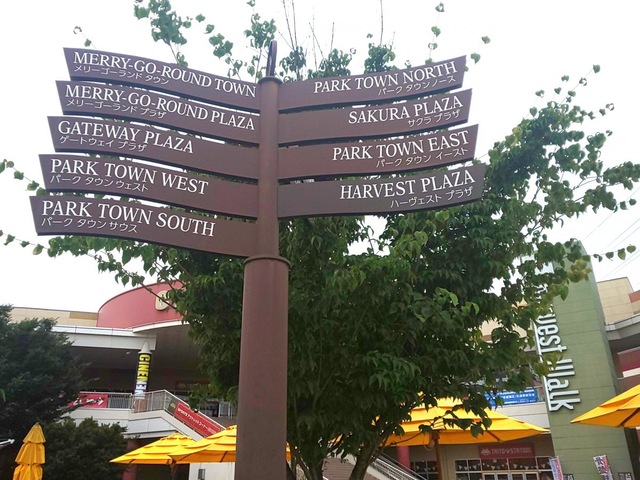 MERRY-GO-ROUND TOWN
メリーゴーランド タウン
MERRY-GO-ROUND PLAZA
メリーゴーランド プラザ
GATEWAY PLAZA
ゲートウェイ プラザ
PARK TOWN WEST
パーク タウン ウェスト
PARK TOWN SOUTH
パーク タウン サウス
PARK TOWN NORTH
パーク タウン ノース
SAKURA PLAZA
サクラ プラザ
PARK TOWN EAST
パーク タウン イースト
HARVEST PLAZA
ハーヴェスト プラザ
CINEM
Walk
TAITO STATION